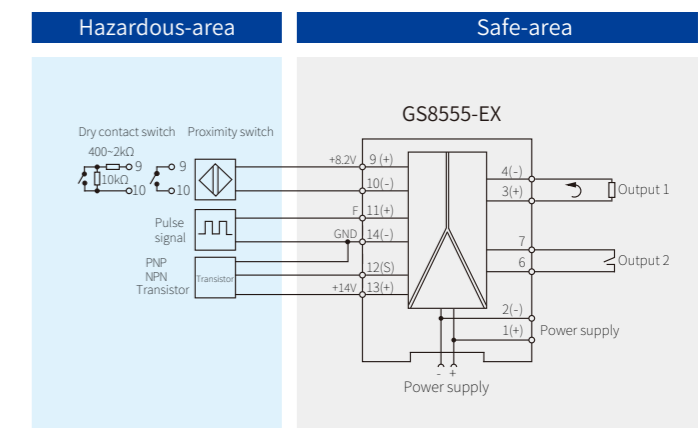 Hazardous-area
Safe-area
GS8555-EX
Dry contact switch
Proximity switch
400~2kΩ
9
9
10kΩ
10
10
+8.2V
9 (+)
10(-)
4(-)
3(+)
Output 1
Pulse
signal
F
11(+)
GND
14(-)
7
6
Output 2
PNP
NPN
Transistor
Transistor
12(S)
+14V
13(+)
2(-)
1(+)
Power supply
- +
Power supply